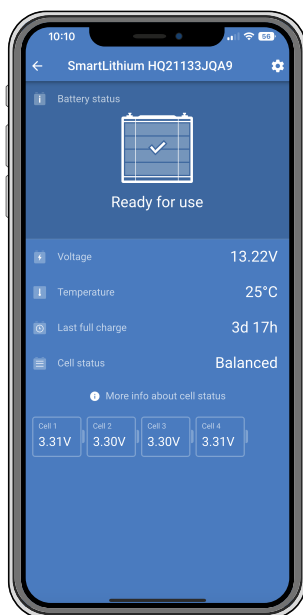 10:10
56
SmartLithium HQ21133JQA9
Battery status
Ready for use
Voltage 13.22V
Temperature 25°C
Last full charge 3d 17h
Cell status Balanced
More info about cell status
Cell 1 Cell 2 Cell 3 Cell 4
3.31V 3.30V 3.30V 3.31V